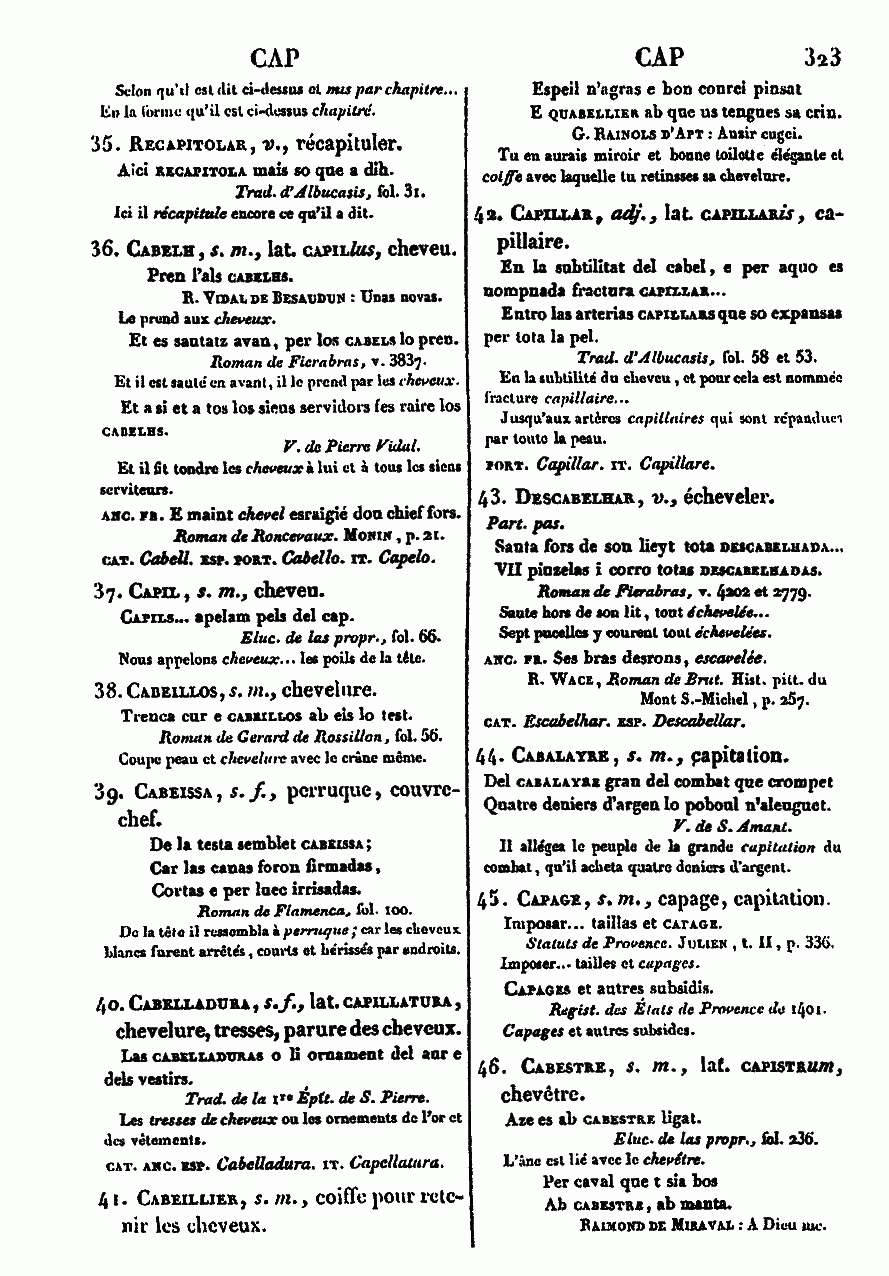 CAP
CAP 323
Selon qu'il est dit ci-dessus et mis par chapitre...
En la forme qu'il est ci-dessus chapitré.
35. RECAPITOLAR, v., récapituler.
Aici RECAPITOLA mais so que a dih.
Trad. d'Albucasis, fol. 31.
Ici il récapitule encore ce qu'il a dit.
36. CABELH, s. m., lat. CAPILlus, cheveu.
Pren l'als CABELHS.
R. VIDAL DE BESAUDUN : Unas novas.
Le prend aux cheveux.
Et es sautatz avan, per los CABELS lo pren.
Roman de Fierabras, v. 3837.
Et il est sauté en avant, il le prend par les cheveux.
Et a si et a tos los siens servidors fes raire los
CABELHS.
V. de Pierre Vidal.
Et il fit tondre les cheveux à lui et à tous les siens
serviteurs.
ANC. FR. E maint chevel esraigié don chief fors.
Roman de Roncevaux. MONIN, p. 21.
CAT. Cabell. ESP. PORT. Cabello. IT. Capelo.
37. CAPIL, s. m., cheveu.
CAPILS... apelam pels del cap.
Eluc. de las propr., fol. 66.
Nous appelons cheveux... les poils de la tête.
38. CABEILLOS, s. m., chevelure.
Trenca cur e CABEILLOS ab eis lo test.
Roman de Gerard de Rossillon, fol. 56.
Coupe peau et chevelure avec le crâne même.
39. CABEISSA, s. f., perruque, couvre-
chef.
De la testa semblet CABEISSA;
Car las canas foron firmadas,
Cortas e per luec irrisadas.
Roman de Flamenca, fol. 100.
De la tête il ressembla à perruque; car les cheveux
blancs furent arrêtés, courts et hérissés par endroits.
40. CABELLADURA, s. f., lat. CAPILLATURA,
chevelure, tresses, parure des cheveux.
Las CABELLADURAS o li ornament del aur e
dels vestirs.
Trad. de la 1re Épît. de S. Pierre.
Les tresses de cheveux ou les ornements de l'or et
des vêtements.
CAT. ANC. ESP. Cabelladura. IT. Capellatura.
41. CABEILLIER, s. m., coiffe pour rete-
nir les cheveux.
Espeil n'agras e bon conrei pinsat
E QUABELLIER ab que us tengues sa crin.
G. RAINOLS D'APT : Ausir cugei.
Tu en aurais miroir et bonne toilette élégante et
coiffe avec laquelle tu retinsses sa chevelure.
42. CAPILLAR, adj., lat. CAPILLARis, ca-
pillaire.
En la subtilitat del cabel, e per aquo es
nompnada fractura CAPILLAR...
Entro las arterias CAPILLARS que so expansas
per tota la pel.
Trad. d'Albucasis, fol. 58 et 53.
En la subtilité du cheveu, et pour cela est nommée
fracture capillaire...
Jusqu'aux artères capillaires qui sont répandues
par toute la peau.
PORT. Capillar. IT. Capillare.
43. DESCABELHAR, v., écheveler.
Part. pas.
Santa fors de son lieyt tota DESCABELHADA...
VII pinzelas i corro totas DESCABELHADAS.
Roman de Fierabras, v. 4202 et 2779.
Saute hors de son lit, tout échevelée...
Sept pucelles y courent tout échevelées.
ANC. FR. Ses bras desrons, escavelée.
R. WACE, Roman de Brut. Hist. pitt. du
Mont S.-Michel, p. 257.
CAT. Escabelhar. ESP. Descabellar.
44. CABALAYRE, s. m., capitation.
Del CABALAYRE gran del combat que crompet
Quatre deniers d'argen lo poboul n'aleuguet.
V. de S. Amant.
Il allégea le peuple de la grande capitation du
combat, qu'il acheta quatre deniers d'argent.
45. CAPAGE, s. m., capage, capitation.
Imposar... taillas et CAPAGE.
Statuts de Provence. JULIEN, t. II, p. 336.
Imposer... tailles et capages.
CAPAGES et autres subsidis.
Regist. des États de Provence de 1401.
Capages et autres subsides.
46. CABESTRE, s. m., lat. CAPISTRum,
chevêtre.
Aze es ab CABESTRE ligat.
Eluc. de las propr., fol. 236.
L'âne est lié avec le chevêtre.
Per caval que t sia bos
Ab CABESTRE, ab manta.
RAIMOND DE MIRAVAL : A Dieu me.